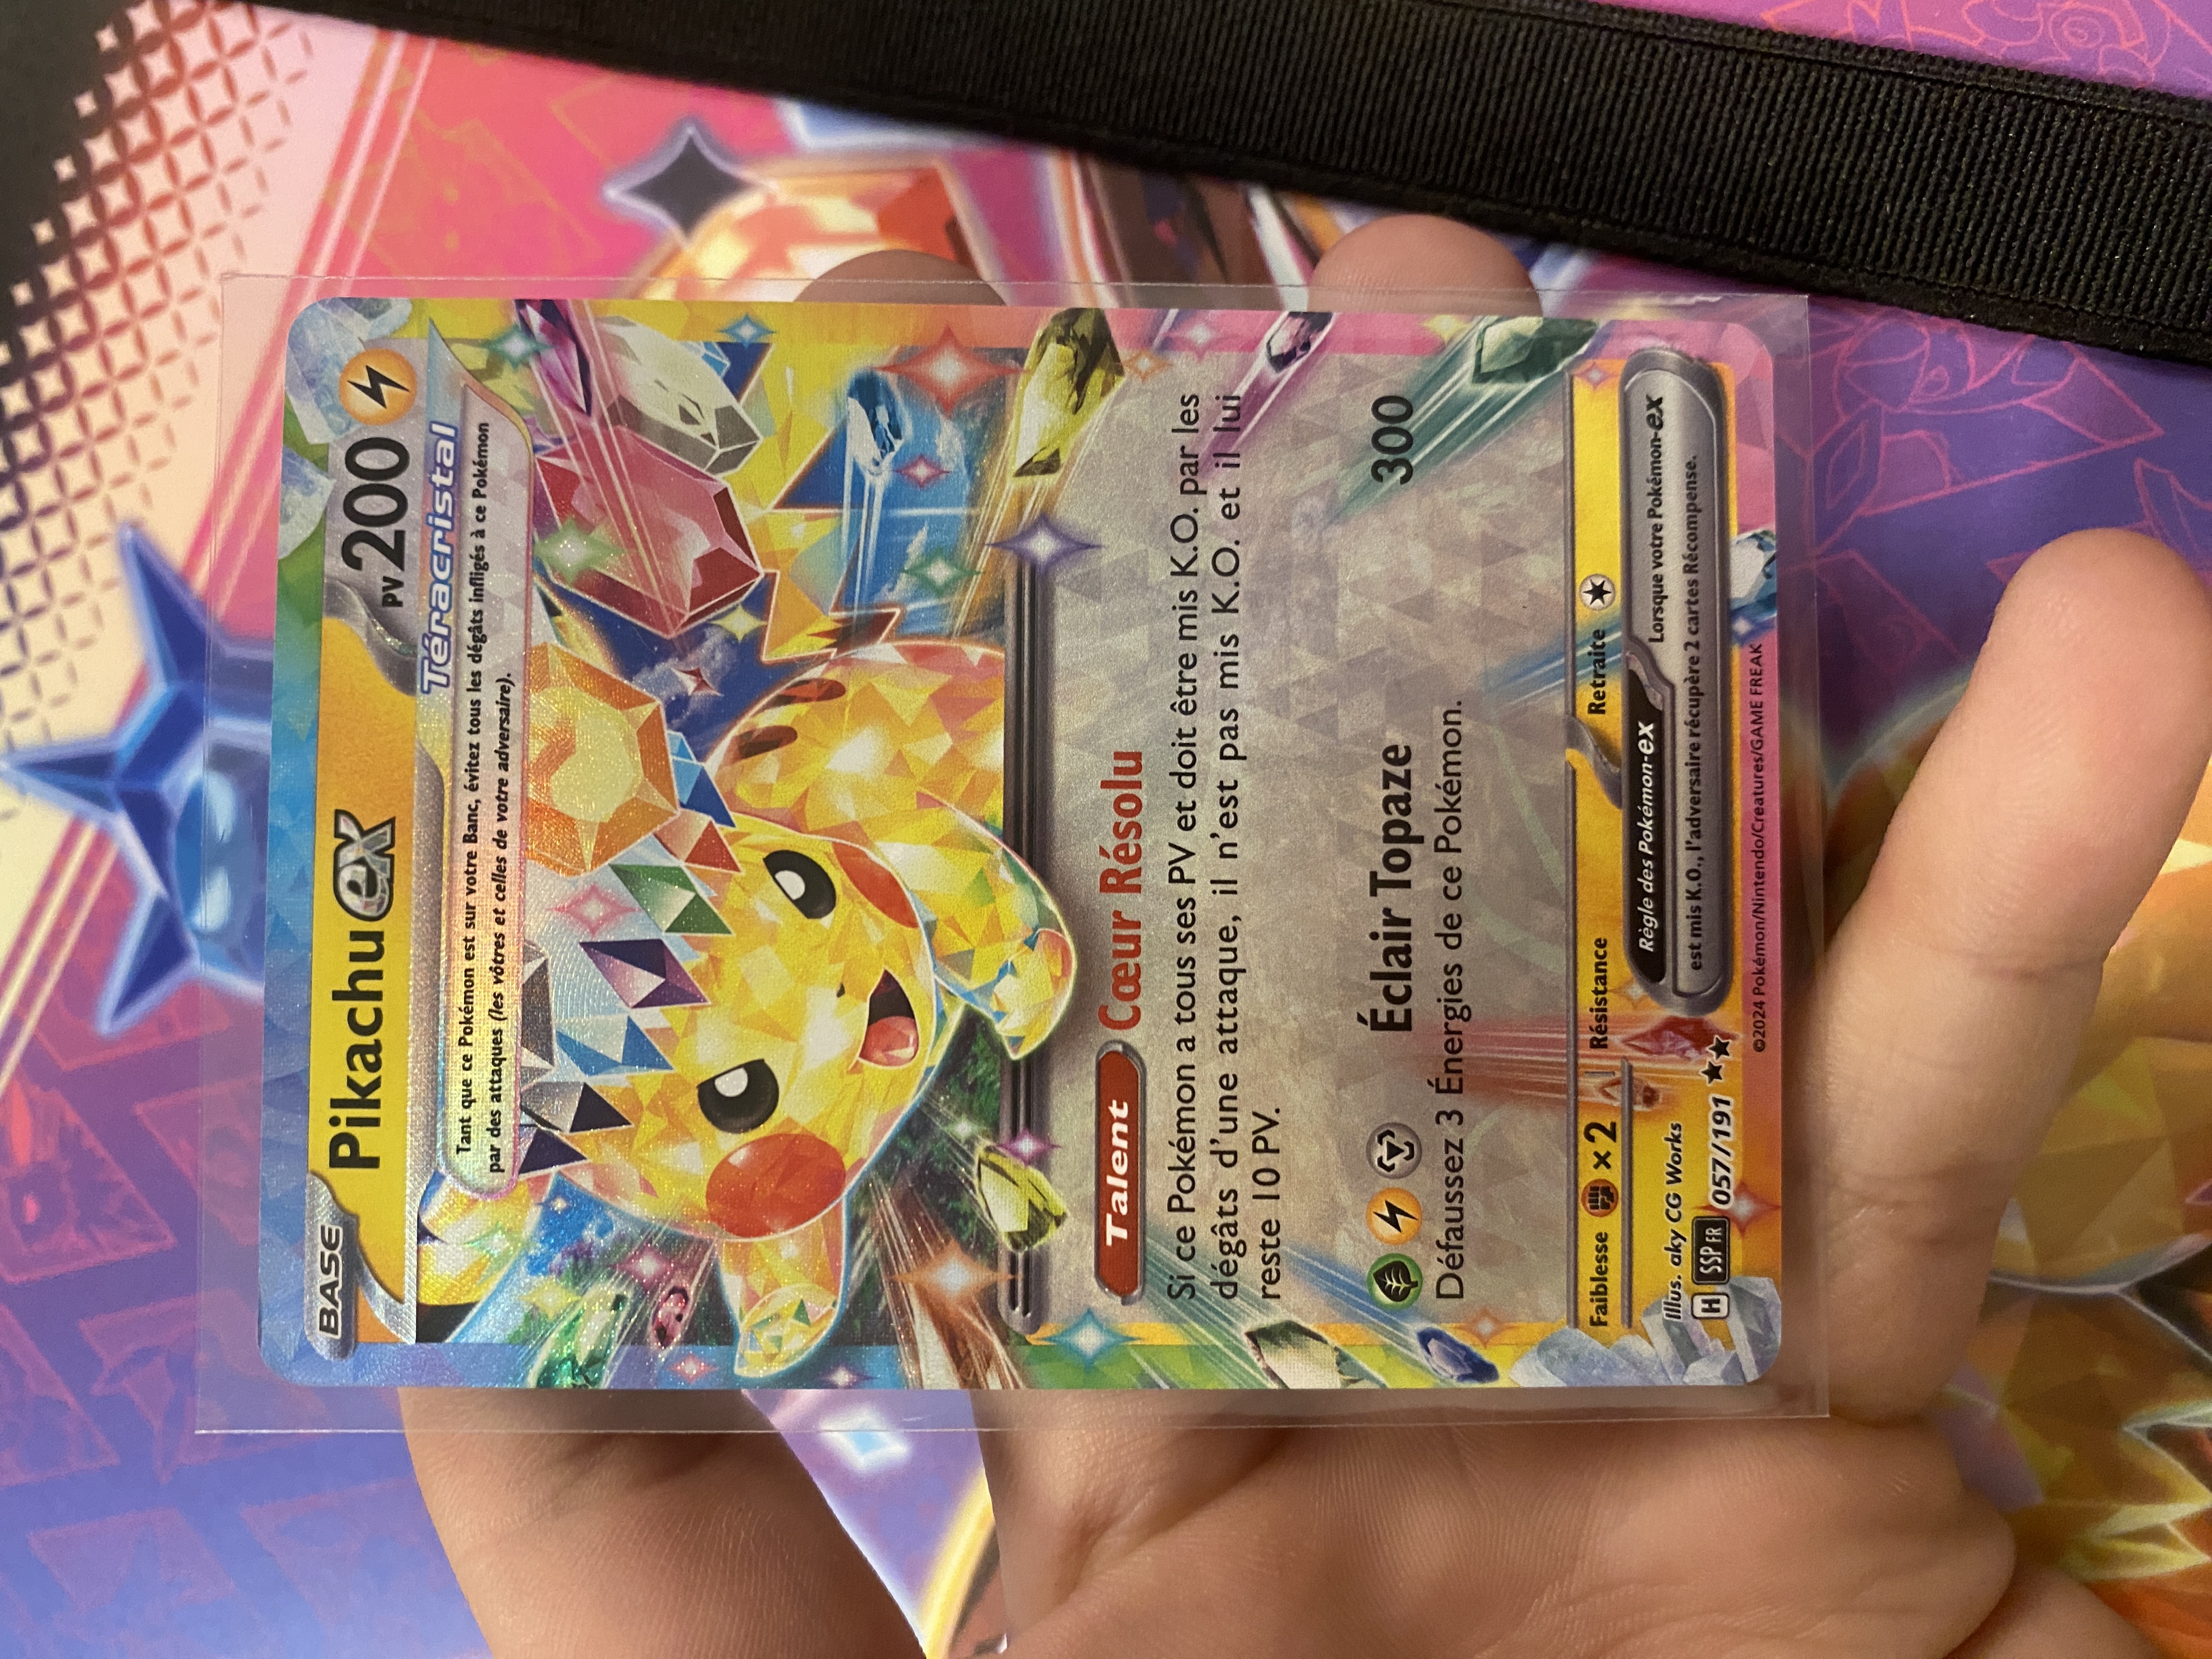 BASE
Pikachu ex
PV 200
Téracristal
Tant que ce Pokémon est sur votre Banc, évitez tous les dégâts infligés à ce Pokémon
par des attaques (les vôtres et celles de votre adversaire).
Talent Cœur Résolu
Si ce Pokémon a tous ses PV et doit être mis K.O. par les
dégâts d'une attaque, il n'est pas mis K.O. et il lui
reste 10 PV.
Éclair Topaze 300
Défaussez 3 Énergies de ce Pokémon.
Faiblesse ×2 Résistance Retraite
Règle des Pokémon-ex Lorsque votre Pokémon-ex
est mis K.O., l'adversaire récupère 2 cartes Récompense.
Illus. aky CG Works
H SSP FR 057/191
©2024 Pokémon/Nintendo/Creatures/GAME FREAK